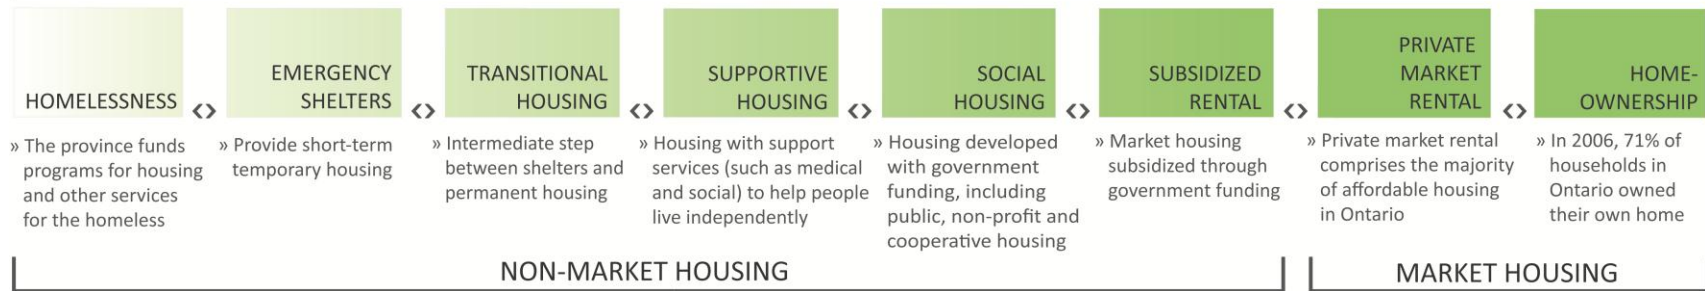 HOMELESSNESS
» The province funds
programs for housing
and other services
for the homeless
EMERGENCY
SHELTERS
» Provide short-term
temporary housing
TRANSITIONAL
HOUSING
» Intermediate step
between shelters and
permanent housing
SUPPORTIVE
HOUSING
» Housing with support
services (such as medical
and social) to help people
live independently
SOCIAL
HOUSING
» Housing developed
with government
funding, including
public, non-profit and
cooperative housing
SUBSIDIZED
RENTAL
» Market housing
subsidized through
government funding
PRIVATE
MARKET
RENTAL
» Private market rental
comprises the majority
of affordable housing
in Ontario
HOME-
OWNERSHIP
» In 2006, 71% of
households in
Ontario owned
their own home
NON-MARKET HOUSING
MARKET HOUSING